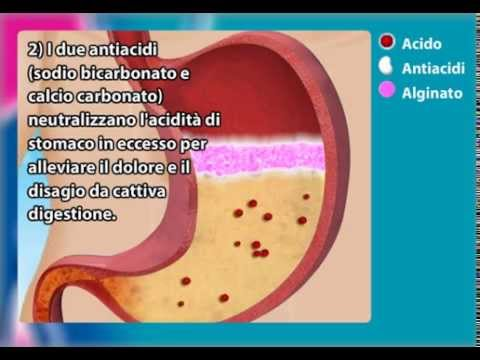 2) I due antiacidi
(sodio bicarbonato e
calcio carbonato)
neutralizzano l'acidità di
stomaco in eccesso per
alleviare il dolore e il
disagio da cattiva
digestione.
Acido
Antiacidi
Alginato